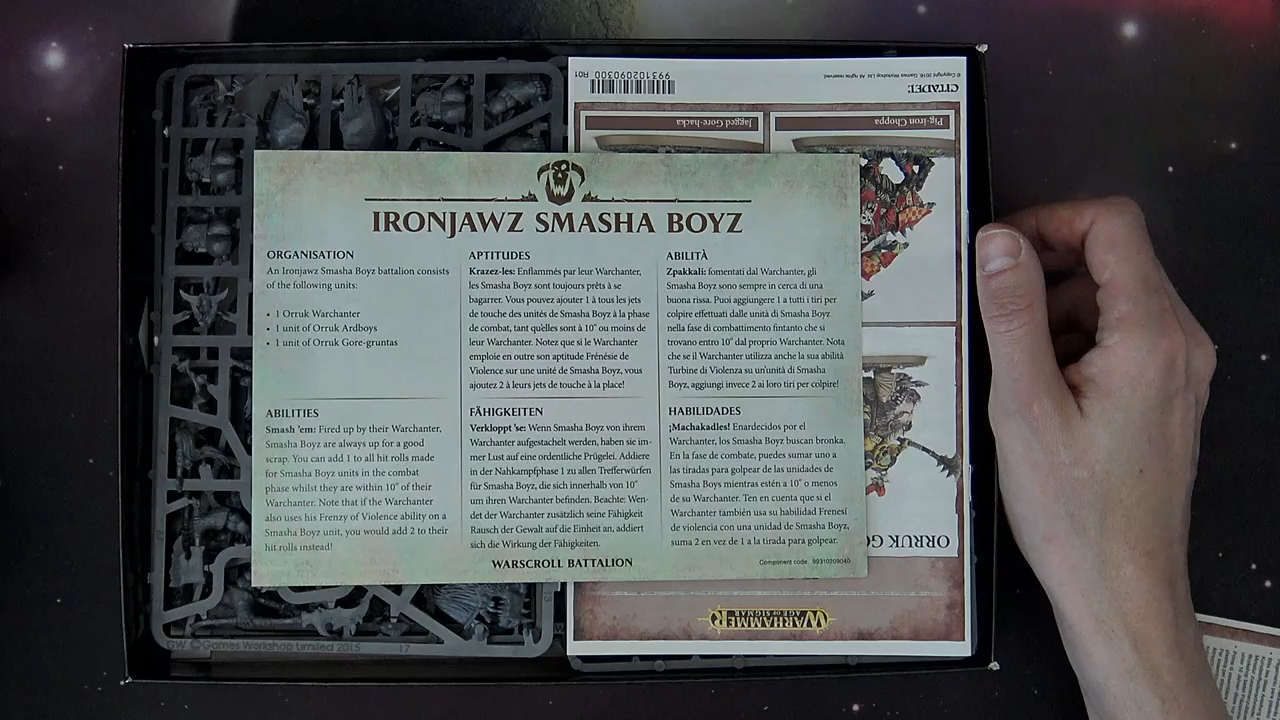 © Copyright 2016, Games Workshop Ltd. All rights reserved.
CITADEL
99310209030O R01
Jagged Gore-hacka
Pig-iron Choppa
IRONJAWZ SMASHA BOYZ
ORGANISATION
An Ironjawz Smasha Boyz battalion consists
of the following units:
• 1 Orruk Warchanter
• 1 unit of Orruk Ardboys
• 1 unit of Orruk Gore-gruntas
ABILITIES
Smash 'em: Fired up by their Warchanter,
Smasha Boyz are always up for a good
scrap. You can add 1 to all hit rolls made
for Smasha Boyz units in the combat
phase whilst they are within 10" of their
Warchanter. Note that if the Warchanter
also uses his Frenzy of Violence ability on a
Smasha Boyz unit, you would add 2 to their
hit rolls instead!
APTITUDES
Krazez-les: Enflammés par leur Warchanter,
les Smasha Boyz sont toujours prêts à se
bagarrer. Vous pouvez ajouter 1 à tous les jets
de touche des unités de Smasha Boyz à la phase
de combat, tant qu'elles sont à 10" ou moins de
leur Warchanter. Notez que si le Warchanter
emploie en outre son aptitude Frénésie de
Violence sur une unité de Smasha Boyz, vous
ajoutez 2 à leurs jets de touche à la place!
FÄHIGKEITEN
Verkloppt 'se: Wenn Smasha Boyz von ihrem
Warchanter aufgestachelt werden, haben sie im-
mer Lust auf eine ordentliche Prügelei. Addiere
in der Nahkampfphase 1 zu allen Trefferwürfen
für Smasha Boyz, die sich innerhalb von 10"
um ihren Warchanter befinden. Beachte: Wen-
det der Warchanter zusätzlich seine Fähigkeit
Rausch der Gewalt auf die Einheit an, addiert
sich die Wirkung der Fähigkeiten.
ABILITÀ
Zpakkali: fomentati dal Warchanter, gli
Smasha Boyz sono sempre in cerca di una
buona rissa. Puoi aggiungere 1 a tutti i tiri per
colpire effettuati dalle unità di Smasha Boyz
nella fase di combattimento fintanto che si
trovano entro 10" dal proprio Warchanter. Nota
che se il Warchanter utilizza anche la sua abilità
Turbine di Violenza su un'unità di Smasha
Boyz, aggiungi invece 2 ai loro tiri per colpire!
HABILIDADES
¡Machakadles! Enardecidos por el
Warchanter, los Smasha Boyz buscan bronka.
En la fase de combate, puedes sumar uno a
las tiradas para golpear de las unidades de
Smasha Boys mientras estén a 10" o menos
de su Warchanter. Ten en cuenta que si el
Warchanter también usa su habilidad Frenesí
de violencia con una unidad de Smasha Boyz,
suma 2 en vez de 1 a la tirada para golpear.
WARSCROLL BATTALION
Component code: 99310209040
ORRUK GO
WARHAMMER
AGE OF SIGMAR
GW ©Games Workshop Limited 2015 17